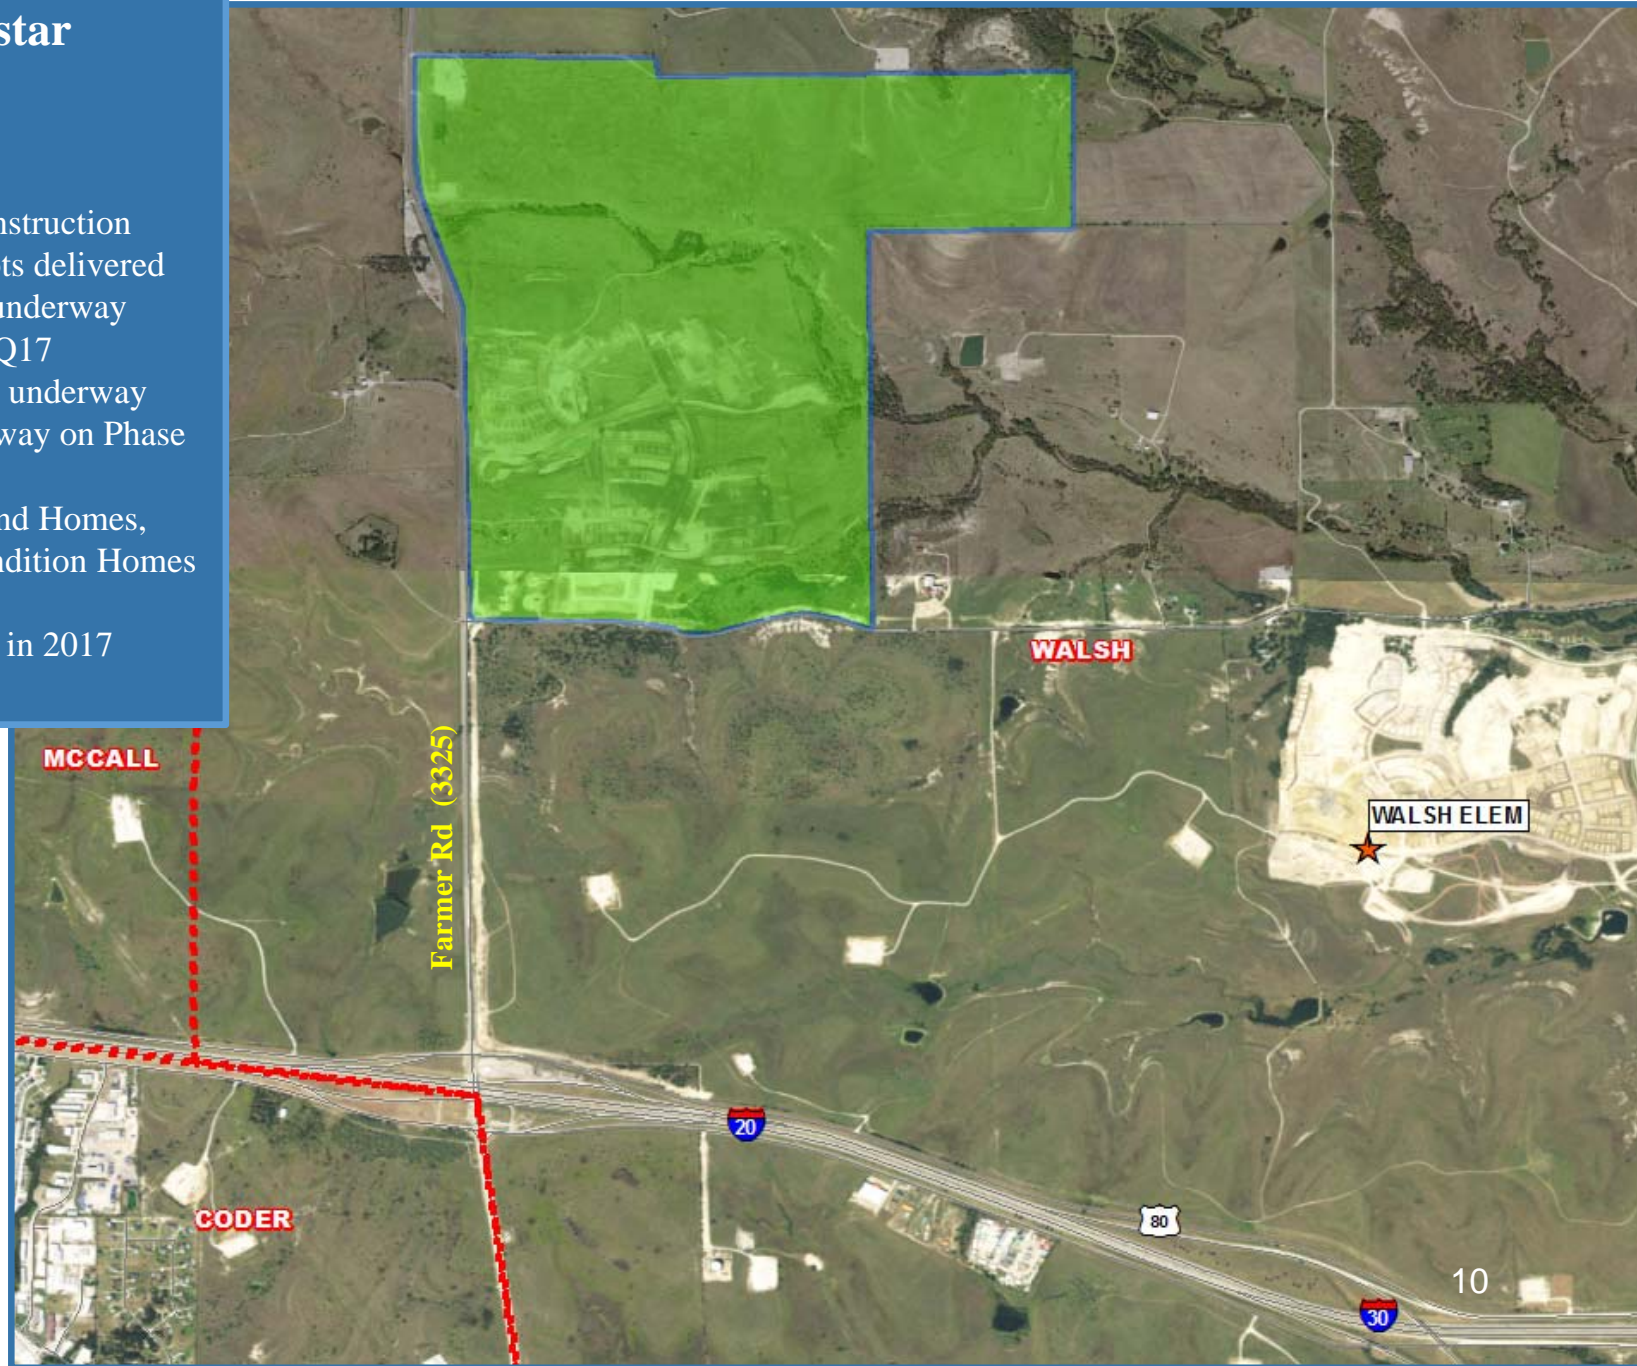 star
nstruction
ts delivered
underway
Q17
underway
way on Phase
nd Homes,
ndition Homes
in 2017
WALSH
MCCALL
Farmer Rd (3325)
WALSH ELEM
20
CODER
80
10
30